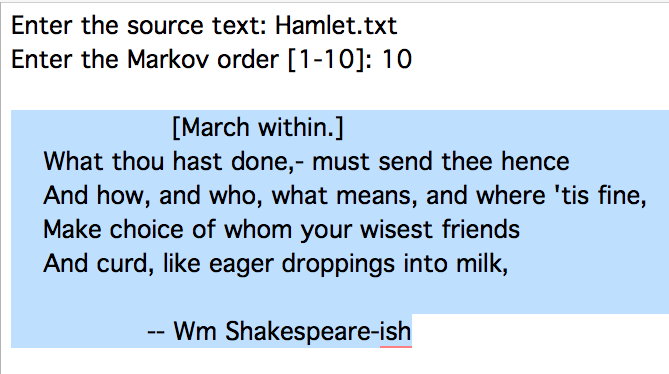 Enter the source text: Hamlet.txt
Enter the Markov order [1-10]: 10
[March within.]
What thou hast done,- must send thee hence
And how, and who, what means, and where 'tis fine,
Make choice of whom your wisest friends
And curd, like eager droppings into milk,
-- Wm Shakespeare-ish